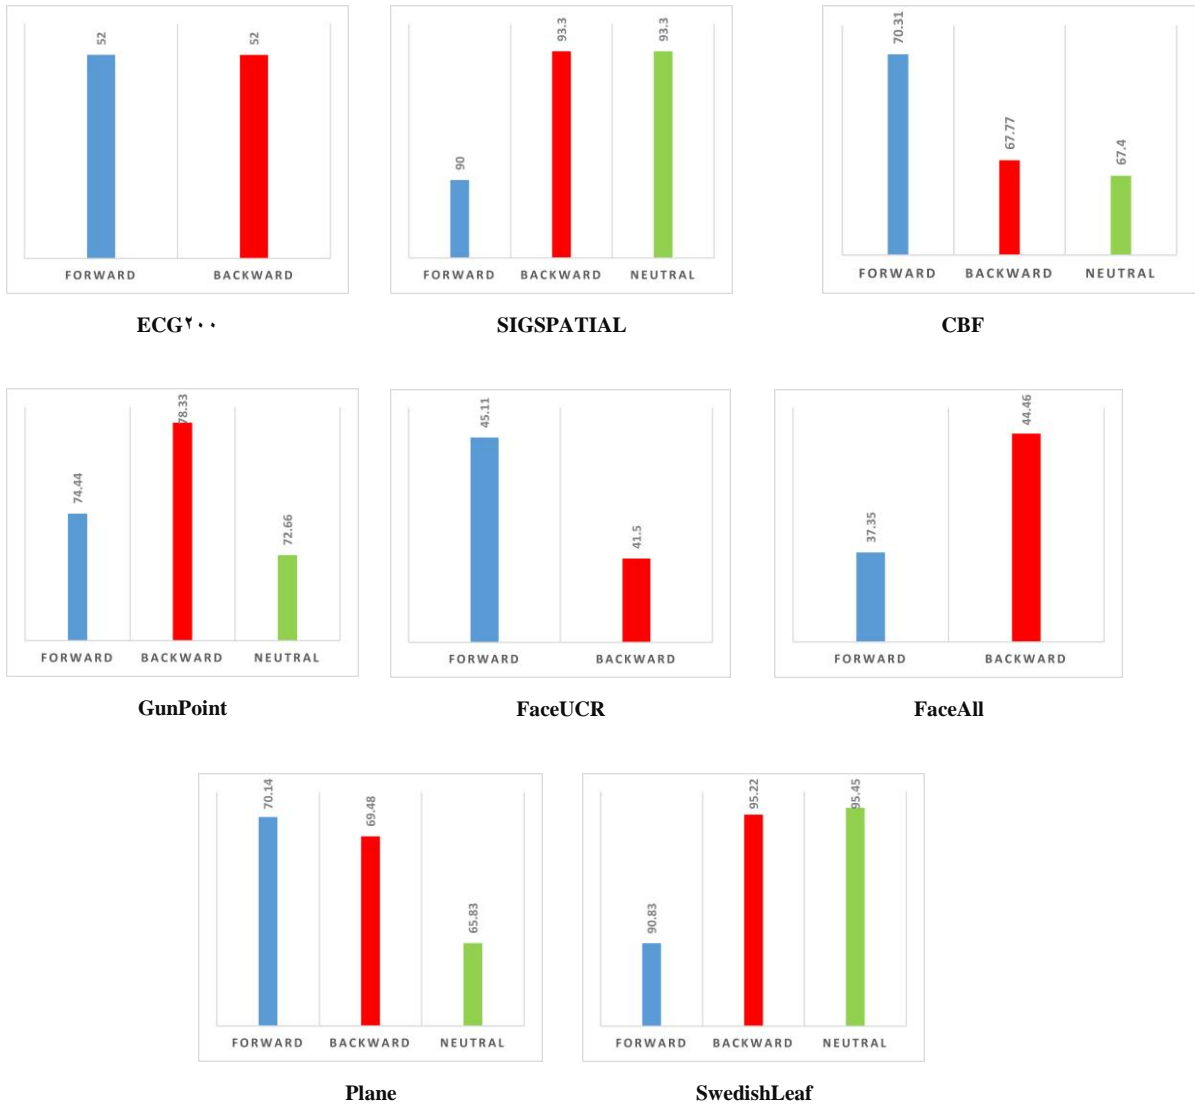 52
52
FORWARD
BACKWARD
ECG۲۰۰
90
93.3
93.3
FORWARD
BACKWARD
NEUTRAL
SIGSPATIAL
70.31
67.77
67.4
FORWARD
BACKWARD
NEUTRAL
CBF
74.44
78.33
72.66
FORWARD
BACKWARD
NEUTRAL
GunPoint
45.11
41.5
FORWARD
BACKWARD
FaceUCR
37.35
44.46
FORWARD
BACKWARD
FaceAll
70.14
69.48
65.83
FORWARD
BACKWARD
NEUTRAL
Plane
90.83
95.22
95.45
FORWARD
BACKWARD
NEUTRAL
SwedishLeaf